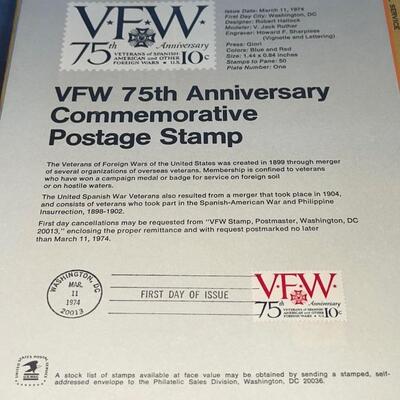 Issue Date: March 11, 1974
First Day City: Washington, DC
Designer: Robert Hallock
Modeler: V. Jack Ruther
Engraver: Howard F. Sharpless
(Vignette and Lettering)
Press: Giori
Colors: Blue and Red
Size: 1.44 x 0.84 inches
Stamps to Pane: 50
Plate Number: One
SERVICE
V·F·W·
75th Anniversary
VETERANS OF SPANISH-
AMERICAN and OTHER
FOREIGN WARS · U.S.
10c
VFW 75th Anniversary
Commemorative
Postage Stamp
The Veterans of Foreign Wars of the United States was created in 1899 through merger
of several organizations of overseas veterans. Membership is confined to veterans
who have won a campaign medal or badge for service on foreign soil
or on hostile waters.
The United Spanish War Veterans also resulted from a merger that took place in 1904,
and consists of veterans who took part in the Spanish-American War and Philippine
Insurrection, 1898-1902.
First day cancellations may be requested from "VFW Stamp, Postmaster, Washington, DC
20013," enclosing the proper remittance and with request postmarked no later
than March 11, 1974.
WASHINGTON, DC
MAR.
11
1974
20013
FIRST DAY OF ISSUE
V·F·W·
75th Anniversary
VETERANS OF SPANISH-
AMERICAN and OTHER
FOREIGN WARS · U.S.
10c
UNITED STATES POSTAL SERVICE
U.S.MAIL
A stock list of stamps available at face value may be obtained by sending a stamped, self-
addressed envelope to the Philatelic Sales Division, Washington, DC 20036.